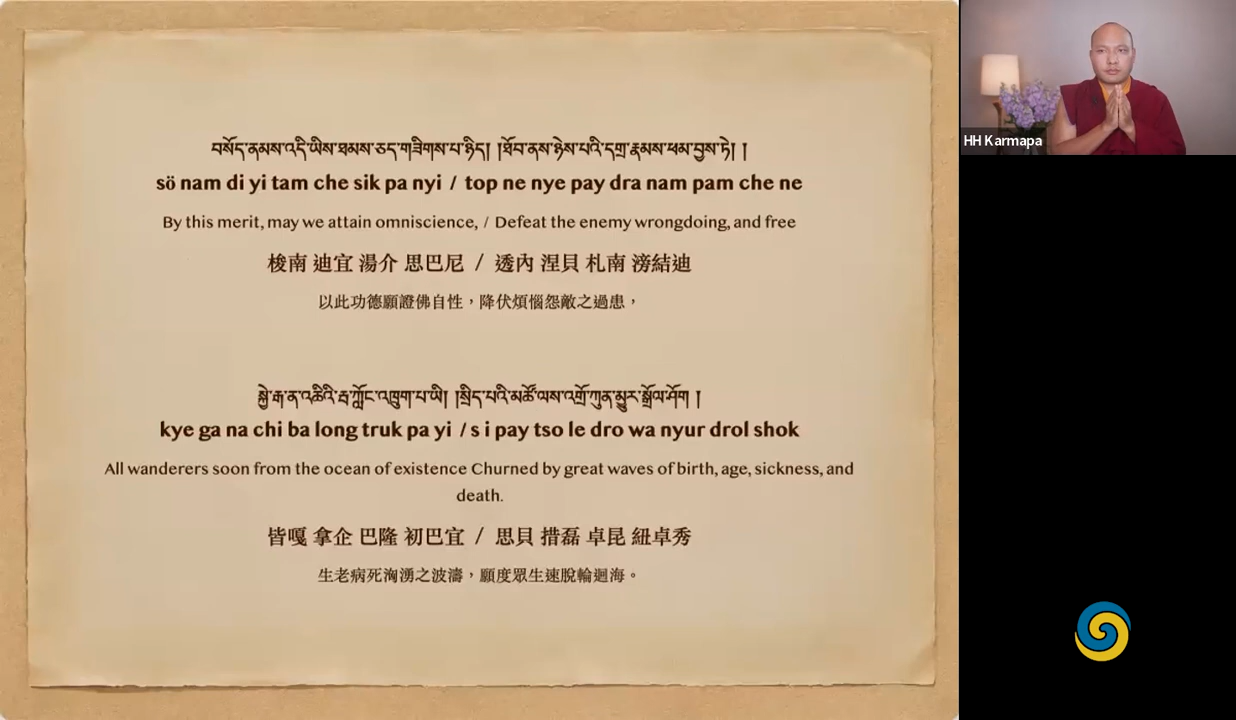 བསོད་ནམས་འདི་ཡིས་ཐམས་ཅད་གཟིགས་པ་ཉིད། །ཐོབ་ནས་ཉེས་པའི་དགྲ་རྣམས་ཕམ་བྱས་ཏེ། །
sö nam di yi tam che sik pa nyi / top ne nye pay dra nam pam che ne
By this merit, may we attain omniscience, / Defeat the enemy wrongdoing, and free
梭南 迪宜 湯介 思巴尼 / 透內 涅貝 札南 滂結迪
以此功德願證佛自性，降伏煩惱怨敵之過患，
སྐྱེ་རྒ་ན་འཆིའི་རྦ་ཀློང་འཁྲུག་པ་ཡི། །སྲིད་པའི་མཚོ་ལས་འགྲོ་ཀུན་མྱུར་སྒྲོལ་ཤོག །
kye ga na chi ba long truk pa yi / s i pay tso le dro wa nyur drol shok
All wanderers soon from the ocean of existence Churned by great waves of birth, age, sickness, and
death.
皆嘎 拿企 巴隆 初巴宜 / 思貝 措磊 卓昆 紐卓秀
生老病死洶湧之波濤，願度眾生速脫輪迴海。
HH Karmapa